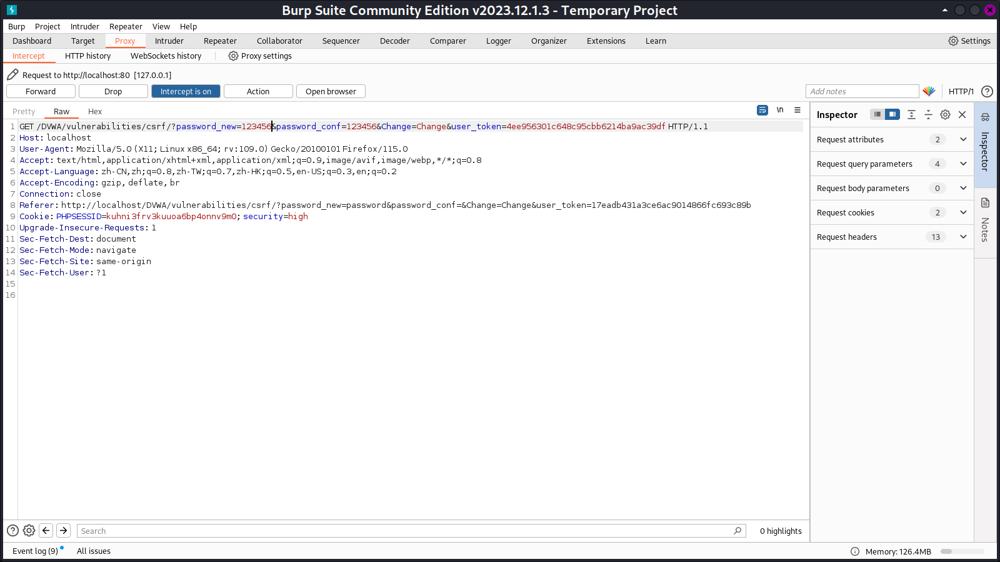 Burp Suite Community Edition v2023.12.1.3 - Temporary Project
Burp Project Intruder Repeater View Help
Dashboard Target Proxy Intruder Repeater Collaborator Sequencer Decoder Comparer Logger Organizer Extensions Learn Settings
Intercept HTTP history WebSockets history Proxy settings
Request to http://localhost:80 [127.0.0.1]
Forward Drop Intercept is on Action Open browser Add notes HTTP/1
Pretty Raw Hex \n
Inspector
1 GET /DVWA/vulnerabilities/csrf/?password_new=123456&password_conf=123456&Change=Change&user_token=4ee956301c648c95cbb6214ba9ac39df HTTP/1.1
2 Host: localhost
3 User-Agent: Mozilla/5.0 (X11; Linux x86_64; rv:109.0) Gecko/20100101 Firefox/115.0
4 Accept: text/html,application/xhtml+xml,application/xml;q=0.9,image/avif,image/webp,*/*;q=0.8
5 Accept-Language: zh-CN,zh;q=0.8,zh-TW;q=0.7,zh-HK;q=0.5,en-US;q=0.3,en;q=0.2
6 Accept-Encoding: gzip, deflate, br
7 Connection: close
8 Referer: http://localhost/DVWA/vulnerabilities/csrf/?password_new=password&password_conf=&Change=Change&user_token=17eadb431a3ce6ac9014866fc693c89b
9 Cookie: PHPSESSID=kuhni3frv3kuuoa6bp4onnv9m0; security=high
10 Upgrade-Insecure-Requests: 1
11 Sec-Fetch-Dest: document
12 Sec-Fetch-Mode: navigate
13 Sec-Fetch-Site: same-origin
14 Sec-Fetch-User: ?1
15
16
Request attributes 2
Request query parameters 4
Request body parameters 0
Request cookies 2
Request headers 13
Inspector
Notes
Search 0 highlights
Event log (9) All issues Memory: 126.4MB